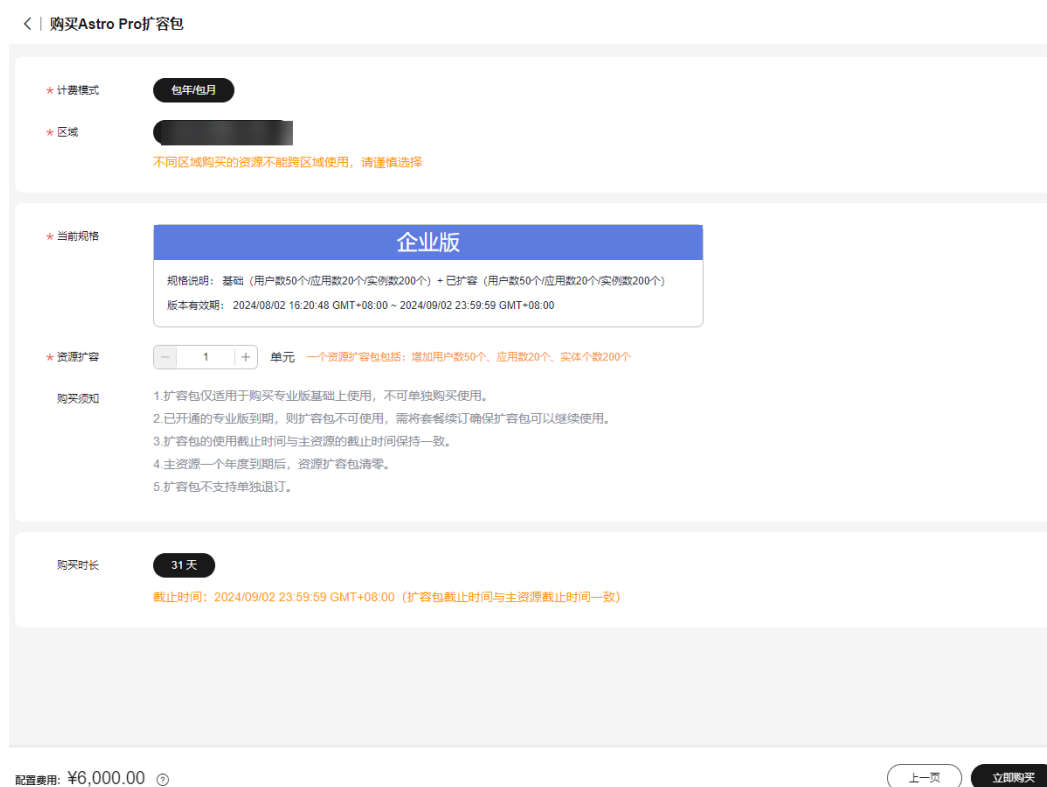 购买Astro Pro扩容包
* 计费模式 包年/包月
* 区域
不同区域购买的资源不能跨区域使用，请谨慎选择
* 当前规格
企业版
规格说明： 基础（用户数50个/应用数20个/实例数200个）+ 已扩容（用户数50个/应用数20个/实例数200个）
版本有效期： 2024/08/02 16:20:48 GMT+08:00 ~ 2024/09/02 23:59:59 GMT+08:00
* 资源扩容 − 1 + 单元 一个资源扩容包包括：增加用户数50个、应用数20个、实体个数200个
购买须知
1.扩容包仅适用于购买专业版基础上使用，不可单独购买使用。
2.已开通的专业版到期，则扩容包不可使用，需将套餐续订确保扩容包可以继续使用。
3.扩容包的使用截止时间与主资源的截止时间保持一致。
4.主资源一个年度到期后，资源扩容包清零。
5.扩容包不支持单独退订。
购买时长 31 天
截止时间：2024/09/02 23:59:59 GMT+08:00（扩容包截止时间与主资源截止时间一致）
配置费用: ¥6,000.00 ?
上一页 立即购买